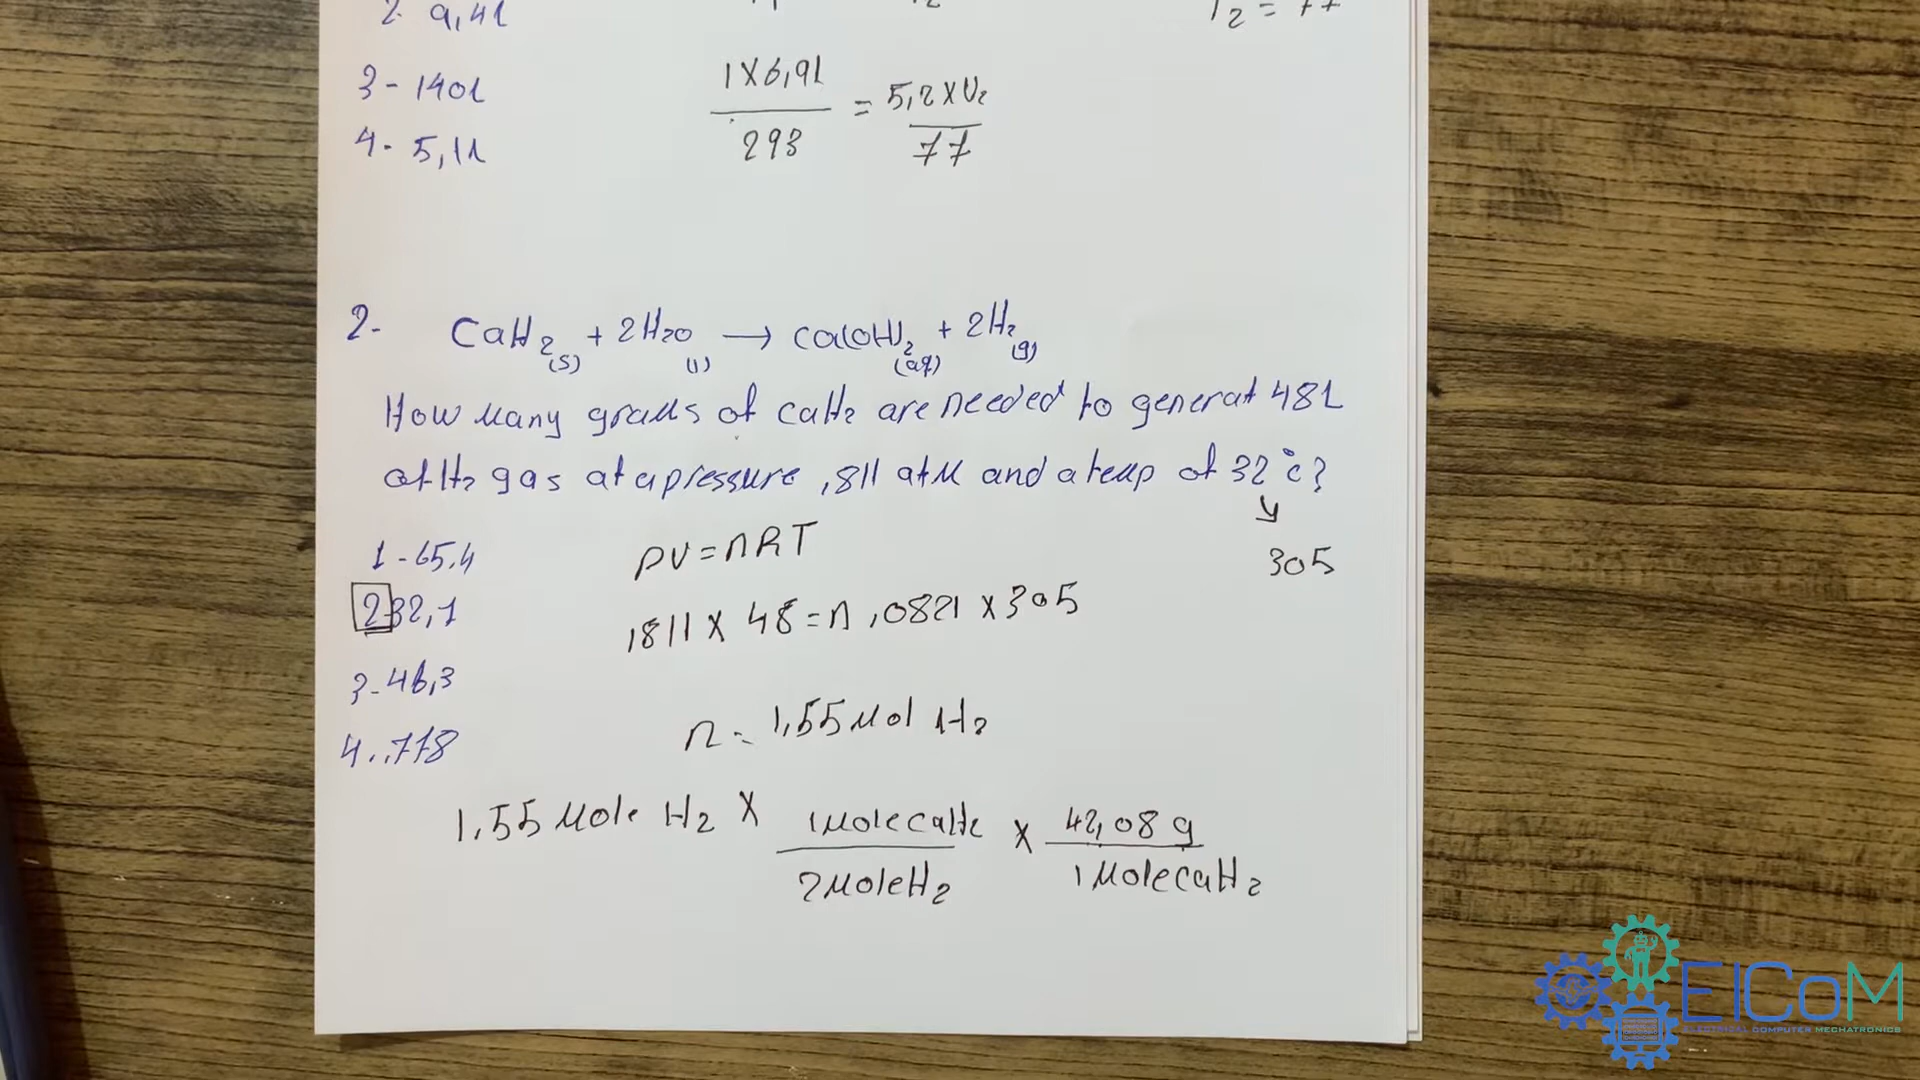 2. 9,41
T2 = 77
3- 140L
1X6,91
293
= 5,2XV2
77
4. 5,11
2- CaH2(s) + 2H2O(l) → Ca(OH)2(aq) + 2H2(g)
How Many grams of caH2 are needed to generat 48L
of H2 gas at a pressure ,811 atM and a temp of 32°c?
305
1-65.4
2 32,1
3-46,3
4..778
PV=nRT
,811 X 48=n ,0821 X 305
n= 1,55 Mol H2
1,55 Mole H2 X 1 Mole caH2 X 42,08 g
2 Mole H2 1 Mole caH2
EICoM
ELECTRICAL COMPUTER MECHATRONICS